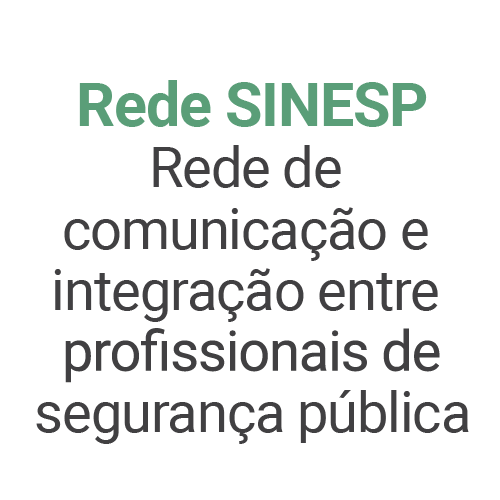 Rede SINESP
Rede de
comunicação e
integração entre
profissionais de
segurança pública